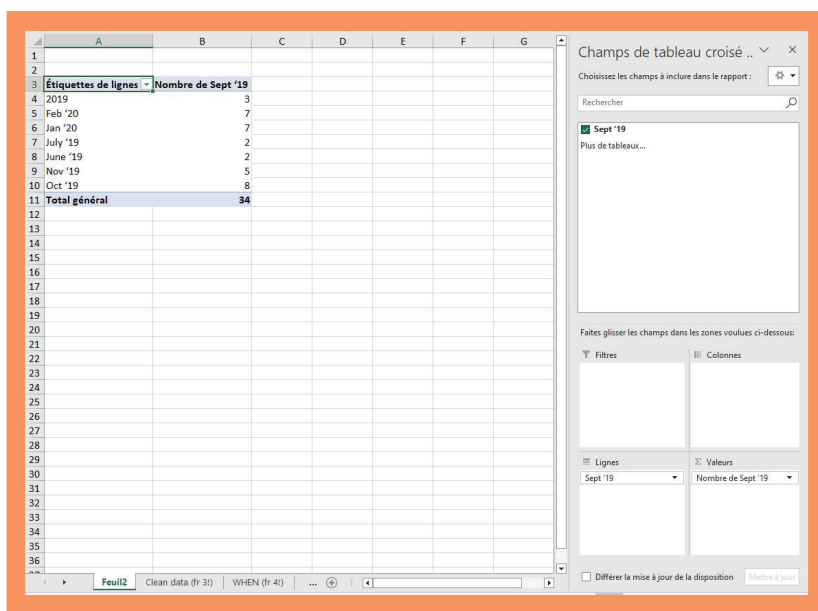 A B C D E F G
1
2
3 Étiquettes de lignes Nombre de Sept '19
4 2019 3
5 Feb '20 7
6 Jan '20 7
7 July '19 2
8 June '19 2
9 Nov '19 5
10 Oct '19 8
11 Total général 34
12
13
14
15
16
17
18
19
20
21
22
23
24
25
26
27
28
29
30
31
32
33
34
35
36
Feuil2 Clean data (fr 3!) WHEN (fr 4!) ...
Champs de tableau croisé ..
Choisissez les champs à inclure dans le rapport :
Rechercher
Sept '19
Plus de tableaux...
Faites glisser les champs dans les zones voulues ci-dessous:
Filtres
Colonnes
Lignes
Σ Valeurs
Sept '19
Nombre de Sept '19
Différer la mise à jour de la disposition
Mettre à jour